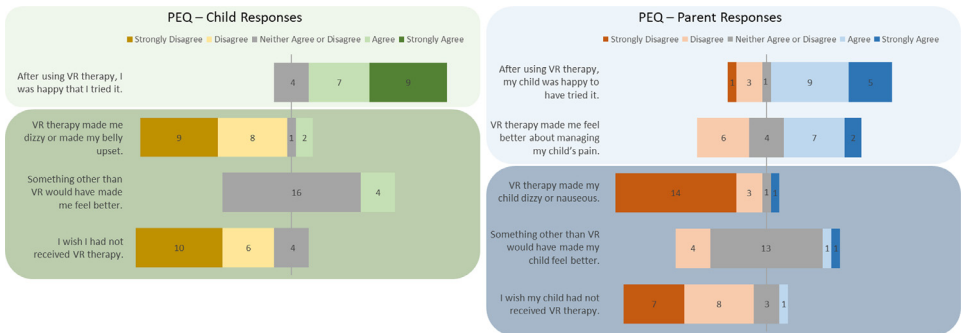 PEQ – Child Responses
Strongly Disagree Disagree Neither Agree or Disagree Agree Strongly Agree
After using VR therapy, I
was happy that I tried it.
4 7 9
VR therapy made me
dizzy or made my belly
upset.
9 8 1 2
Something other than
VR would have made
me feel better.
16 4
I wish I had not
received VR therapy.
10 6 4
PEQ - Parent Responses
Strongly Disagree Disagree Neither Agree or Disagree Agree Strongly Agree
After using VR therapy,
my child was happy to
have tried it.
1 3 1 9 5
VR therapy made me feel
better about managing
my child's pain.
6 4 7 2
VR therapy made my
child dizzy or nauseous.
14 3 1 1
Something other than VR
would have made my
child feel better.
4 13 1 1
I wish my child had not
received VR therapy.
7 8 3 1